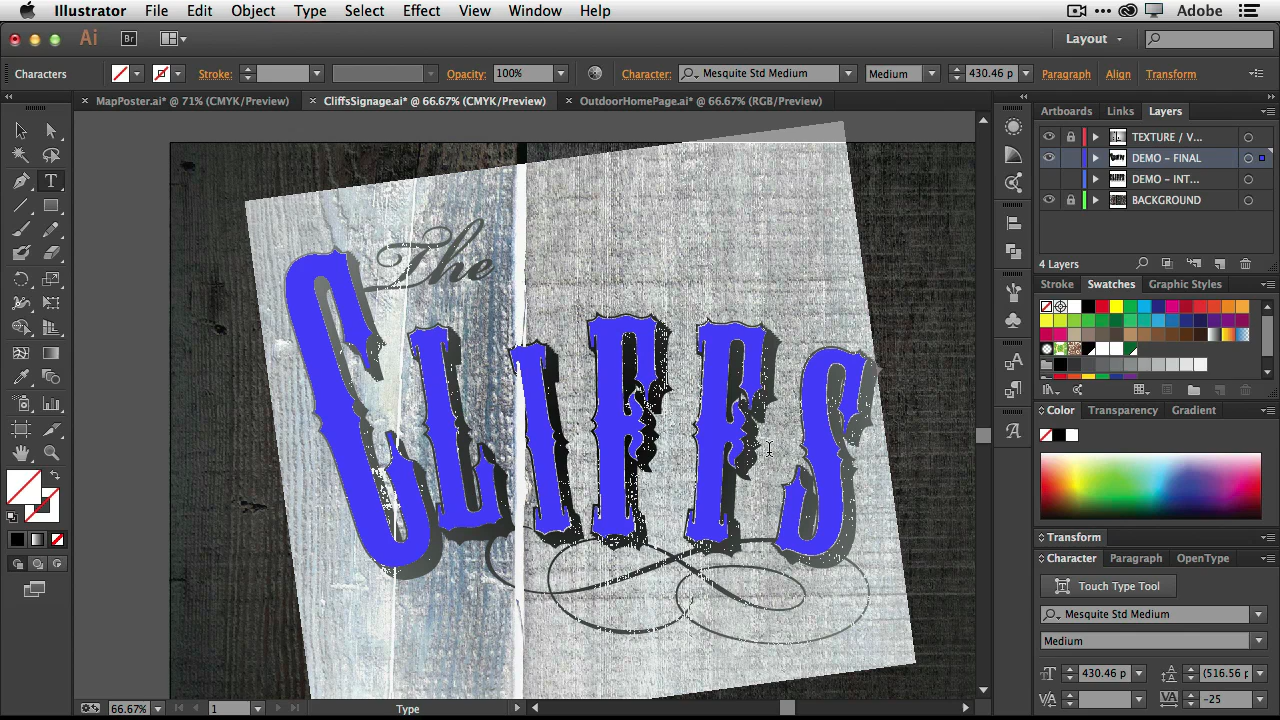 Illustrator File Edit Object Type Select Effect View Window Help Adobe
Ai Br Layout
Characters Stroke: Opacity: 100% Character: Mesquite Std Medium Medium 430.46 p Paragraph Align Transform
× MapPoster.ai* @ 71% (CMYK/Preview) × CliffsSignage.ai* @ 66.67% (CMYK/Preview) × OutdoorHomePage.ai* @ 66.67% (RGB/Preview)
Artboards Links Layers
TEXTURE / V...
DEMO - FINAL
DEMO - INT...
BACKGROUND
4 Layers
Stroke Swatches Graphic Styles
Color Transparency Gradient
Transform
Character Paragraph OpenType
Touch Type Tool
Mesquite Std Medium
Medium
430.46 p (516.56 p
-25
The
CLIFFS
66.67% 1 Type